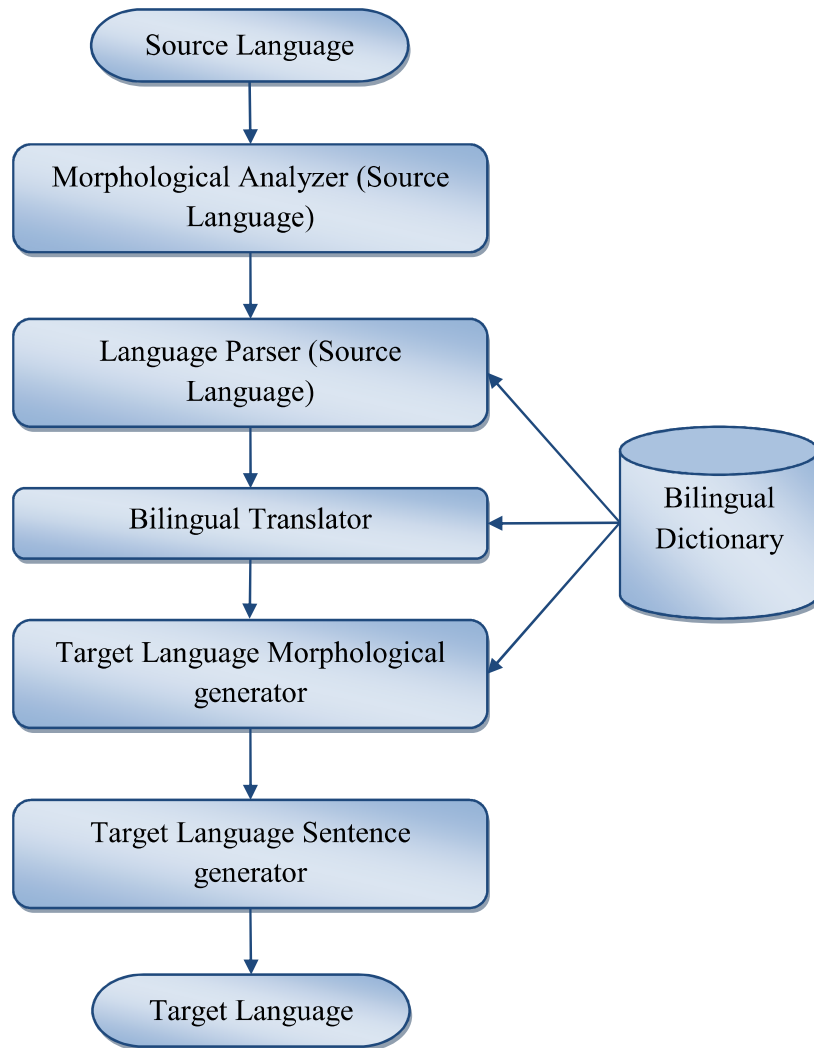 Source Language
Morphological Analyzer (Source
Language)
Language Parser (Source
Language)
Bilingual Translator
Bilingual
Dictionary
Target Language Morphological
generator
Target Language Sentence
generator
Target Language